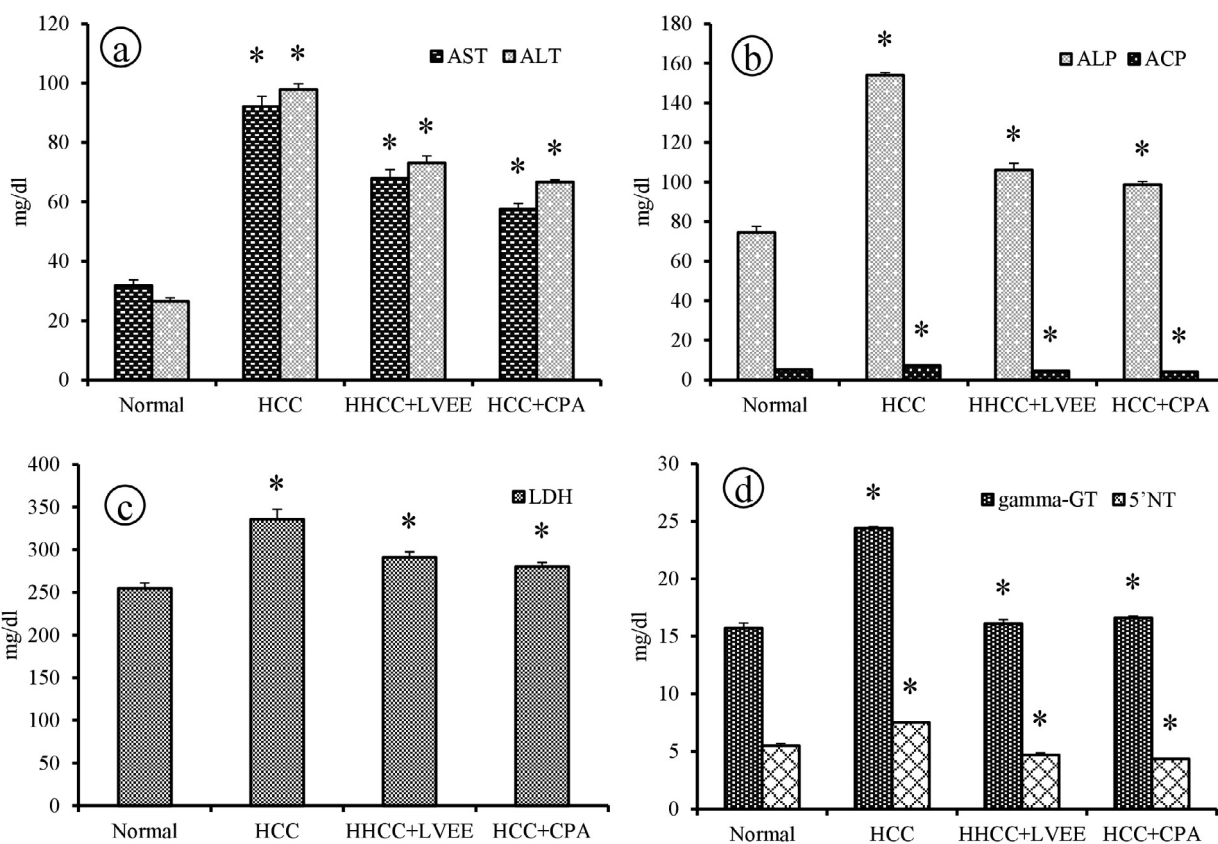 120
100
80
60
40
20
0
mg/dl
a
AST ALT
* * * * * *
Normal HCC HHCC+LVEE HCC+CPA
180
160
140
120
100
80
60
40
20
0
mg/dl
b
ALP ACP
* * * * * *
Normal HCC HHCC+LVEE HCC+CPA
400
350
300
250
200
150
100
50
0
mg/dl
c
LDH
* * *
Normal HCC HHCC+LVEE HCC+CPA
30
25
20
15
10
5
0
mg/dl
d
gamma-GT 5’NT
* * * * * *
Normal HCC HHCC+LVEE HCC+CPA